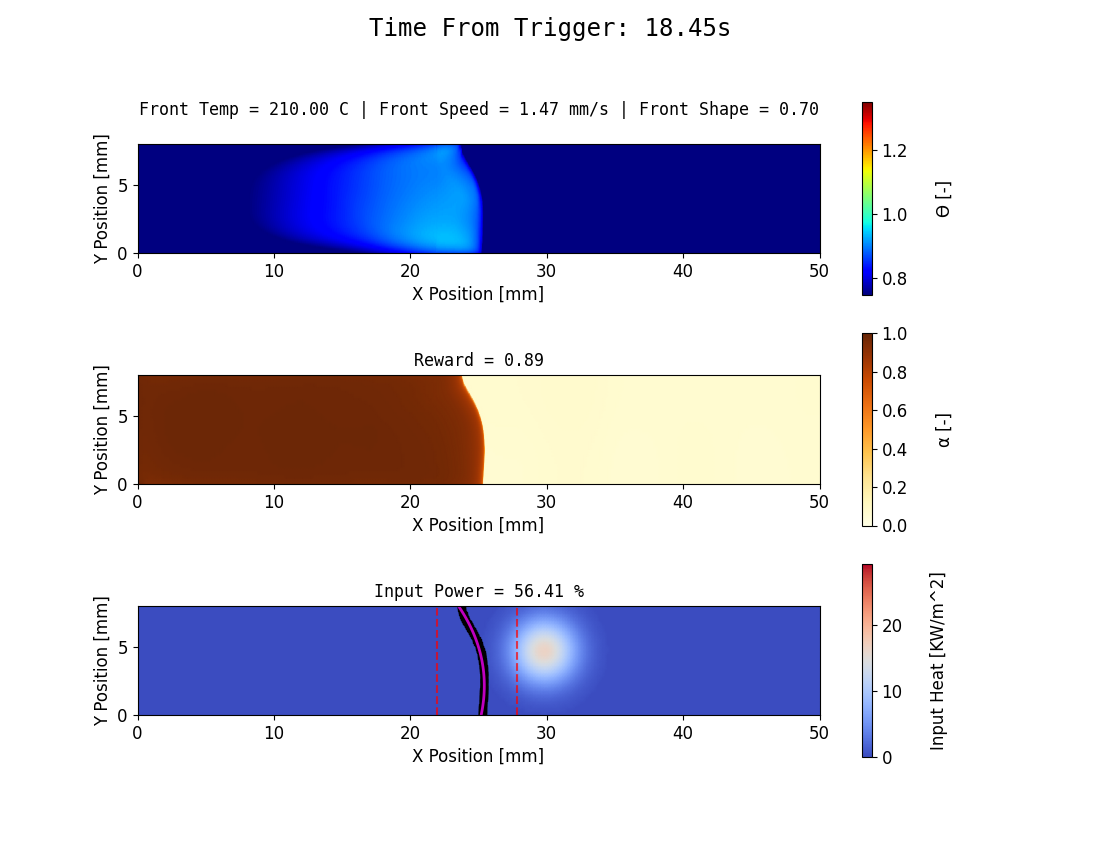 Time From Trigger: 18.45s
Front Temp = 210.00 C | Front Speed = 1.47 mm/s | Front Shape = 0.70
Y Position [mm]
5
0
0 10 20 30 40 50
X Position [mm]
1.2
1.0
0.8
Θ [-]
Reward = 0.89
Y Position [mm]
5
0
0 10 20 30 40 50
X Position [mm]
1.0
0.8
0.6
0.4
0.2
0.0
α [-]
Input Power = 56.41 %
Y Position [mm]
5
0
0 10 20 30 40 50
X Position [mm]
20
10
0
Input Heat [KW/m^2]